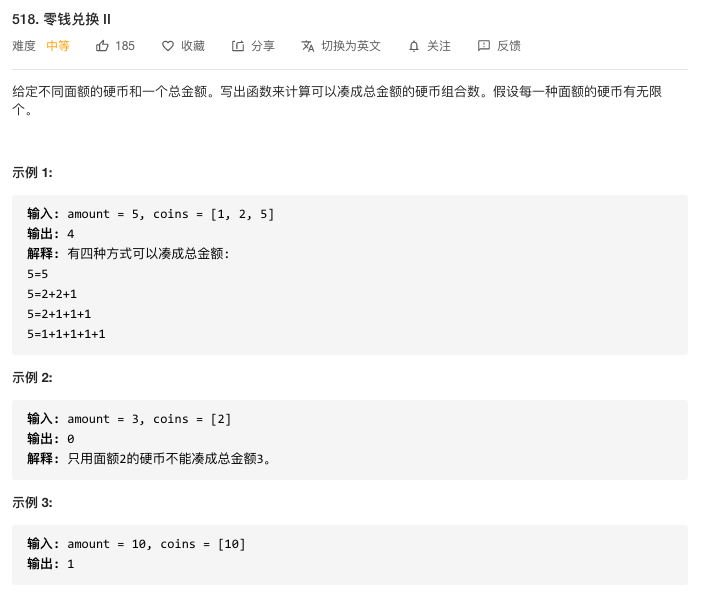 518. 零钱兑换 II
难度 中等 185 收藏 分享 切换为英文 关注 反馈
给定不同面额的硬币和一个总金额。写出函数来计算可以凑成总金额的硬币组合数。假设每一种面额的硬币有无限
个。
示例 1:
输入: amount = 5, coins = [1, 2, 5]
输出: 4
解释: 有四种方式可以凑成总金额:
5=5
5=2+2+1
5=2+1+1+1
5=1+1+1+1+1
示例 2:
输入: amount = 3, coins = [2]
输出: 0
解释: 只用面额2的硬币不能凑成总金额3。
示例 3:
输入: amount = 10, coins = [10]
输出: 1